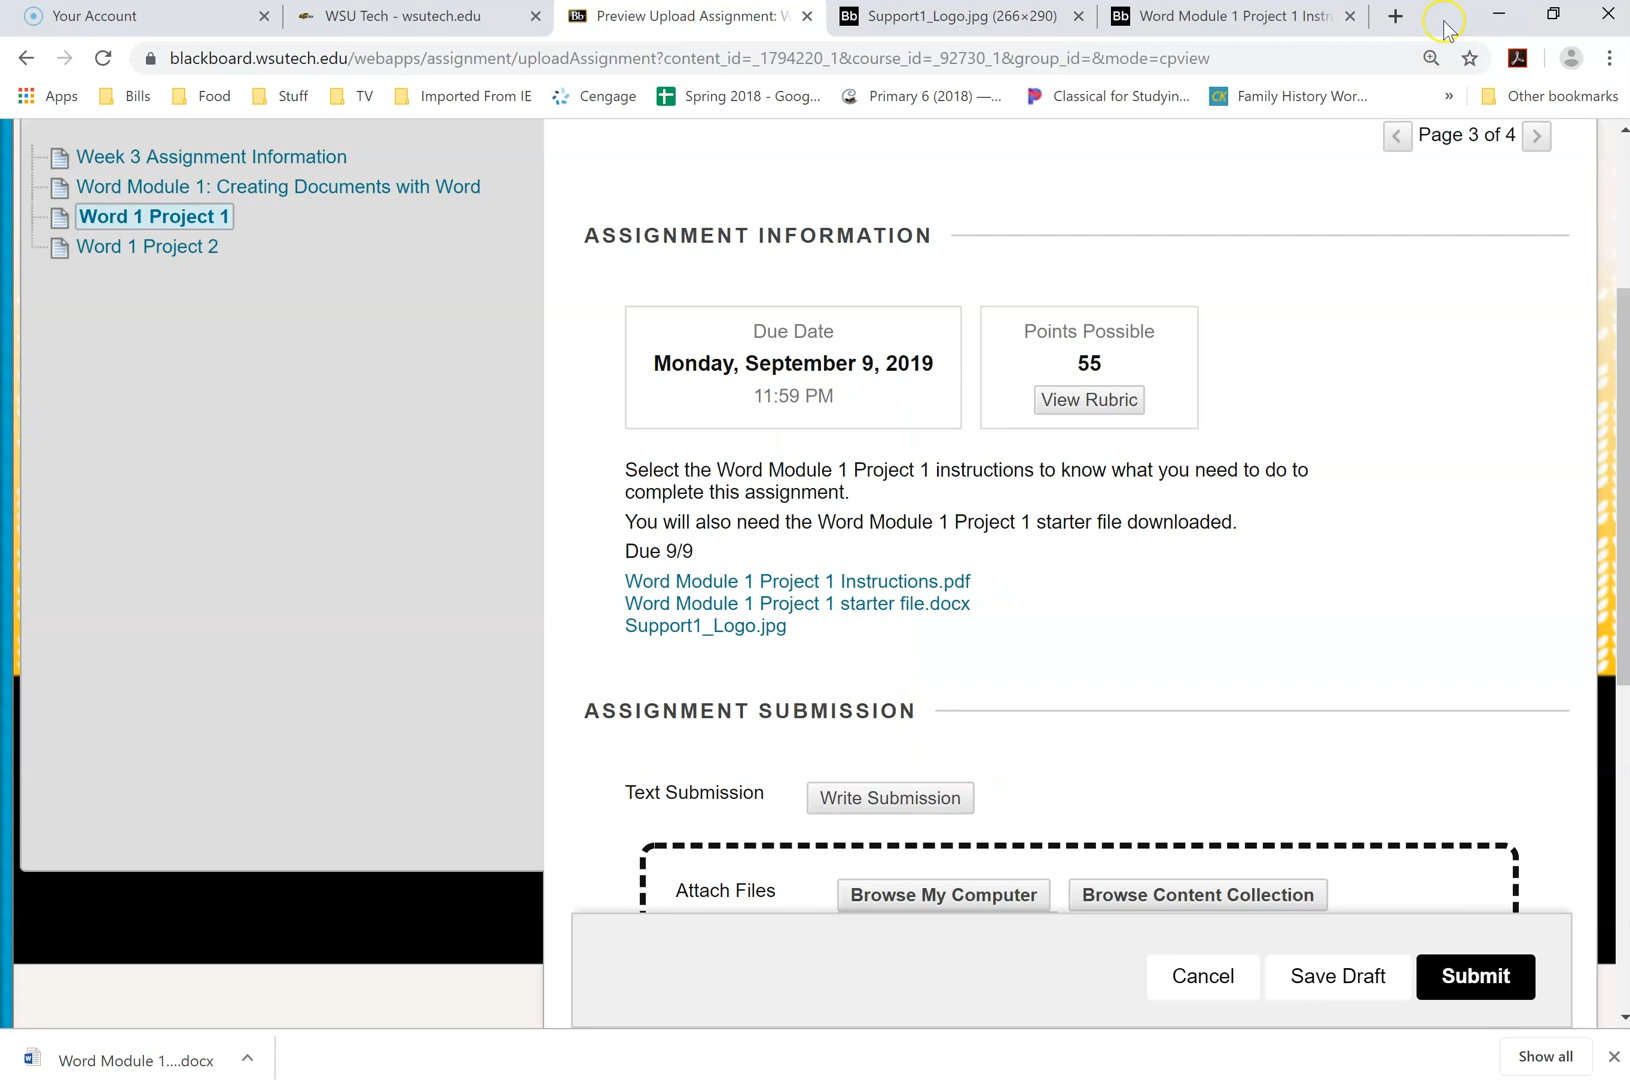 Your Account
WSU Tech - wsutech.edu
Bb Preview Upload Assignment: W
Bb Support1_Logo.jpg (266×290)
Bb Word Module 1 Project 1 Instr
blackboard.wsutech.edu/webapps/assignment/uploadAssignment?content_id=_1794220_1&course_id=_92730_1&group_id=&mode=cpview
Apps Bills Food Stuff TV Imported From IE Cengage Spring 2018 - Goog... Primary 6 (2018) —... Classical for Studyin... CK Family History Wor... » Other bookmarks
Page 3 of 4
Week 3 Assignment Information
Word Module 1: Creating Documents with Word
Word 1 Project 1
Word 1 Project 2
ASSIGNMENT INFORMATION
Due Date
Monday, September 9, 2019
11:59 PM
Points Possible
55
View Rubric
Select the Word Module 1 Project 1 instructions to know what you need to do to
complete this assignment.
You will also need the Word Module 1 Project 1 starter file downloaded.
Due 9/9
Word Module 1 Project 1 Instructions.pdf
Word Module 1 Project 1 starter file.docx
Support1_Logo.jpg
ASSIGNMENT SUBMISSION
Text Submission Write Submission
Attach Files Browse My Computer Browse Content Collection
Cancel Save Draft Submit
Word Module 1....docx
Show all